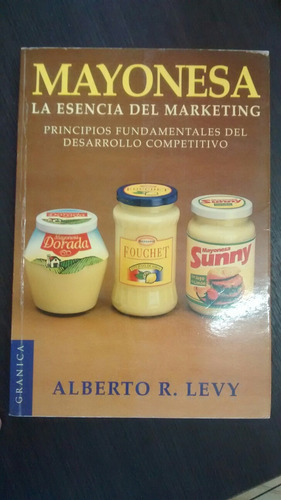 MAYONESA
LA ESENCIA DEL MARKETING
PRINCIPIOS FUNDAMENTALES DEL
DESARROLLO COMPETITIVO
Dorada
FOUCHET
Mayonesa
Sunny
GRANICA
ALBERTO R. LEVY